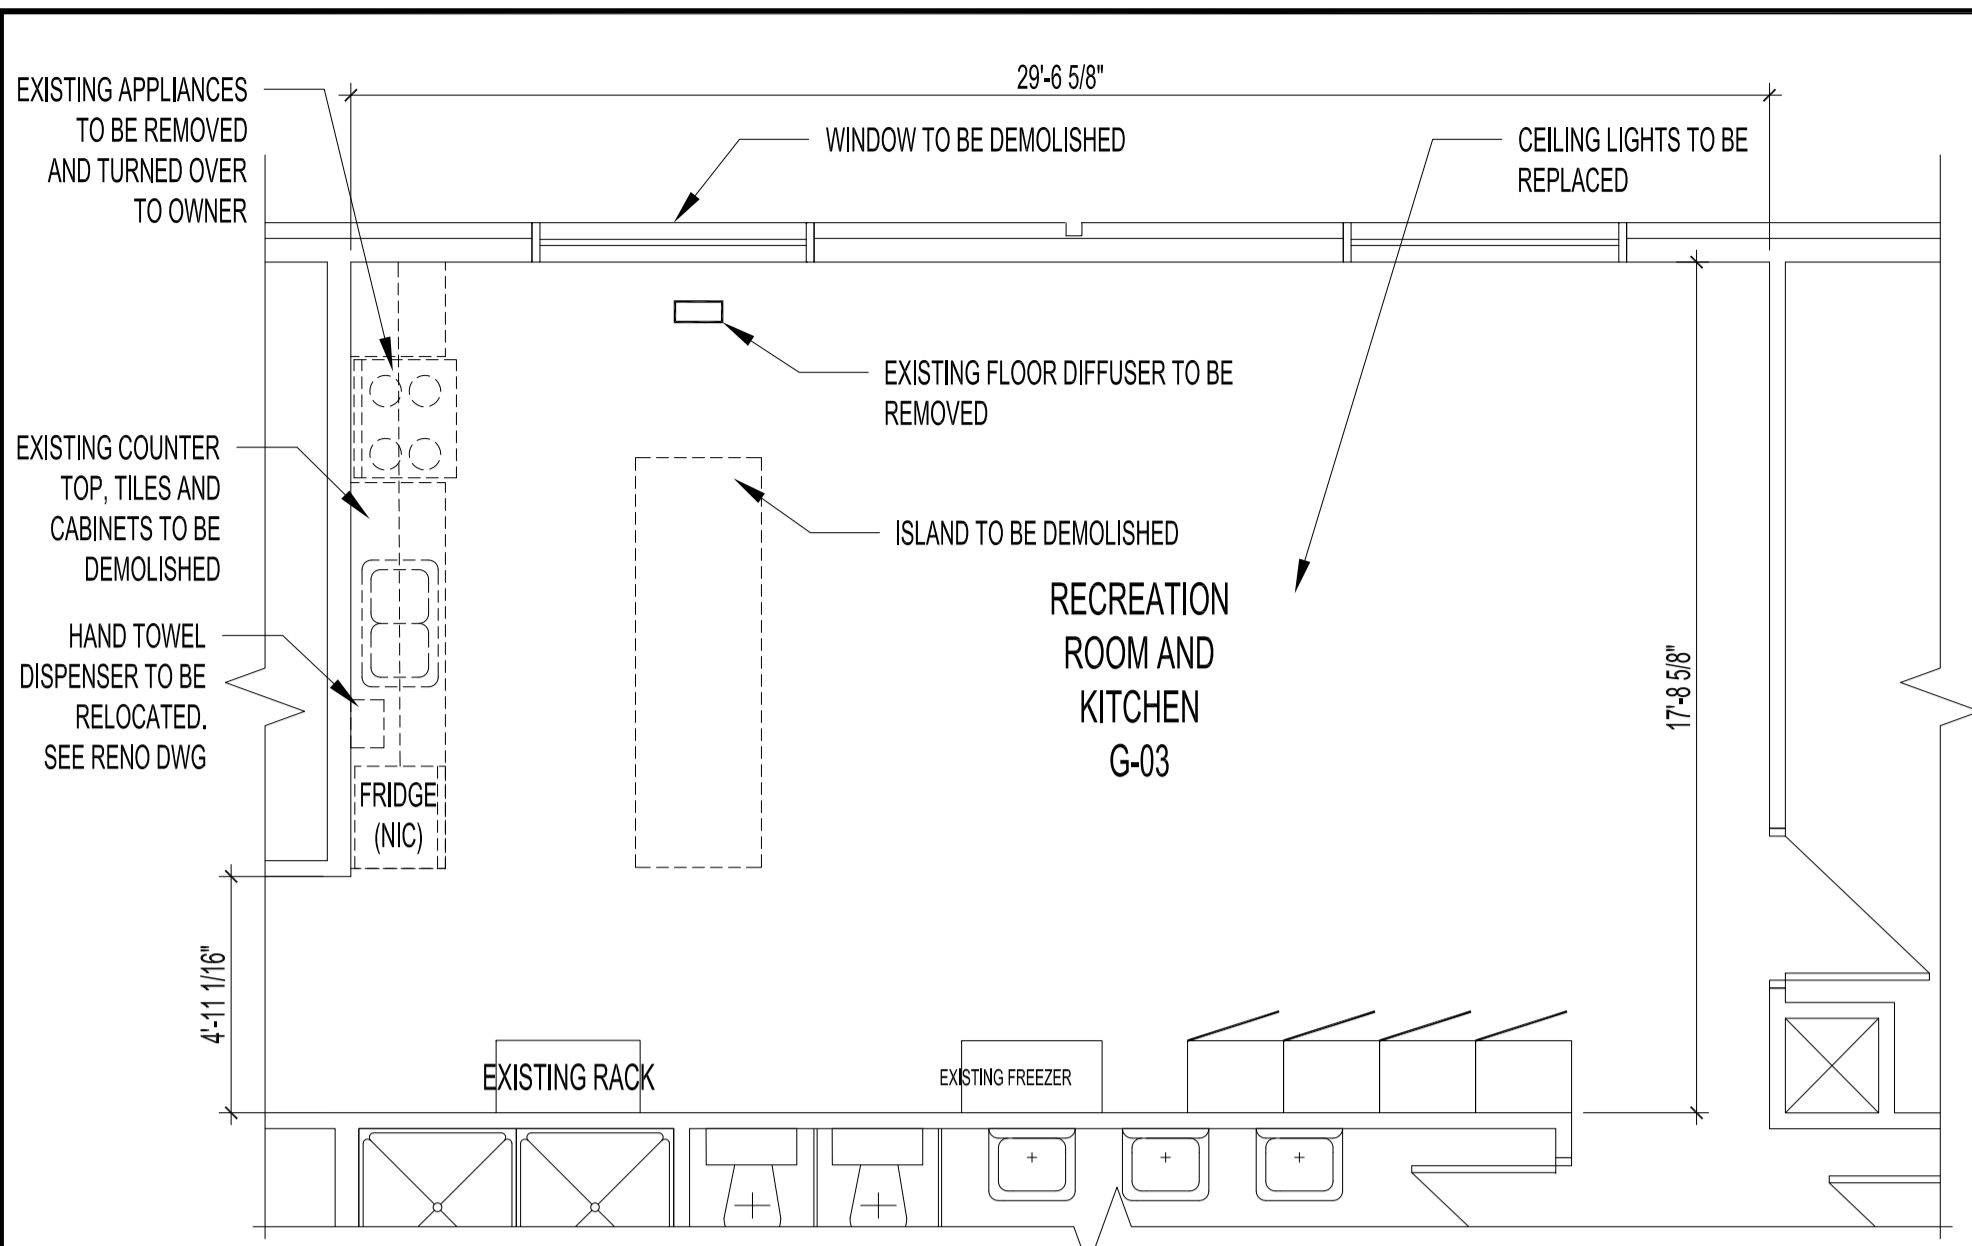 29'-6 5/8"
EXISTING APPLIANCES
TO BE REMOVED
AND TURNED OVER
TO OWNER
WINDOW TO BE DEMOLISHED
CEILING LIGHTS TO BE
REPLACED
EXISTING FLOOR DIFFUSER TO BE
REMOVED
EXISTING COUNTER
TOP, TILES AND
CABINETS TO BE
DEMOLISHED
ISLAND TO BE DEMOLISHED
RECREATION
ROOM AND
KITCHEN
G-03
HAND TOWEL
DISPENSER TO BE
RELOCATED.
SEE RENO DWG
17'-8 5/8"
FRIDGE
(NIC)
4'-11 1/16"
EXISTING RACK
EXISTING FREEZER